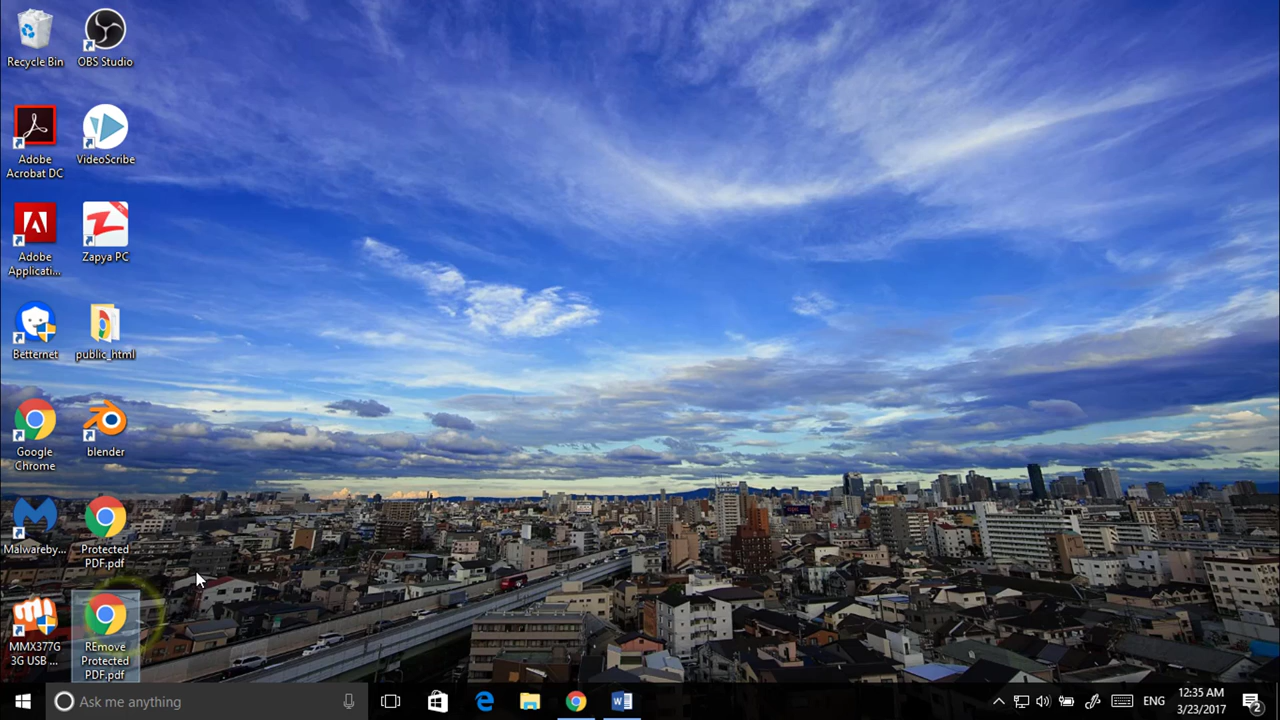 Recycle Bin
OBS Studio
Adobe
Acrobat DC
VideoScribe
Adobe
Applicati...
Zapya PC
Betternet
public_html
Google
Chrome
blender
Malwareby...
Protected
PDF.pdf
MMX377G
3G USB ...
REmove
Protected
PDF.pdf
Ask me anything
ENG
12:35 AM
3/23/2017
2